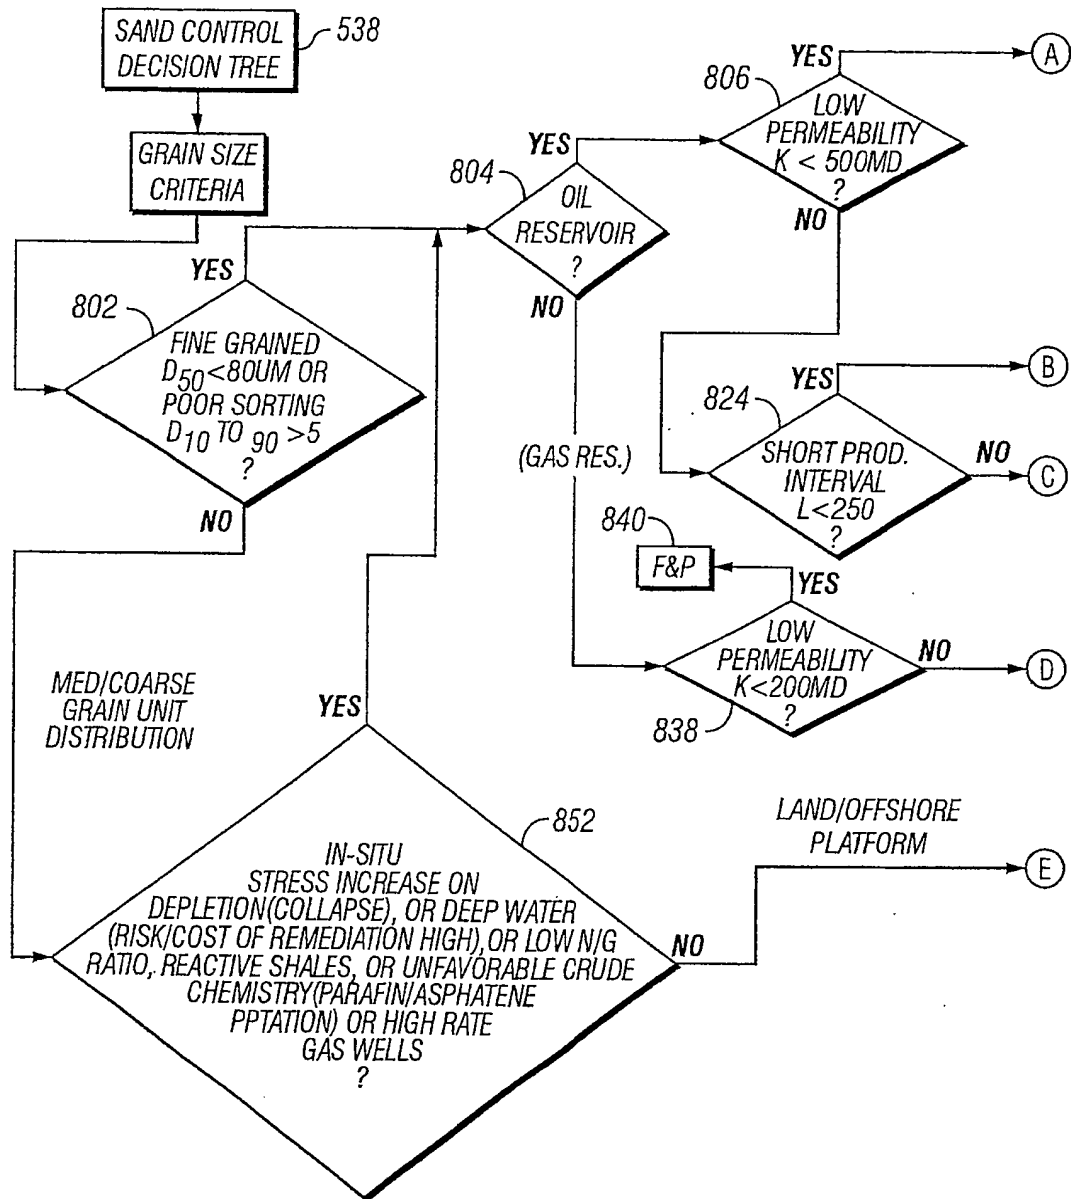 SAND CONTROL
DECISION TREE
538
GRAIN SIZE
CRITERIA
802
FINE GRAINED
D50<80UM OR
POOR SORTING
D10 TO 90 >5
?
YES
NO
804
OIL
RESERVOIR
?
YES
NO
806
LOW
PERMEABILITY
K < 500MD
?
YES
A
NO
824
SHORT PROD.
INTERVAL
L<250
?
YES
B
NO
C
(GAS RES.)
840
F&P
YES
LOW
PERMEABILITY
K<200MD
?
838
NO
D
MED/COARSE
GRAIN UNIT
DISTRIBUTION
YES
852
IN-SITU
STRESS INCREASE ON
DEPLETION(COLLAPSE), OR DEEP WATER
(RISK/COST OF REMEDIATION HIGH),OR LOW N/G
RATIO, REACTIVE SHALES, OR UNFAVORABLE CRUDE
CHEMISTRY(PARAFIN/ASPHATENE
PPTATION) OR HIGH RATE
GAS WELLS
?
NO
LAND/OFFSHORE
PLATFORM
E